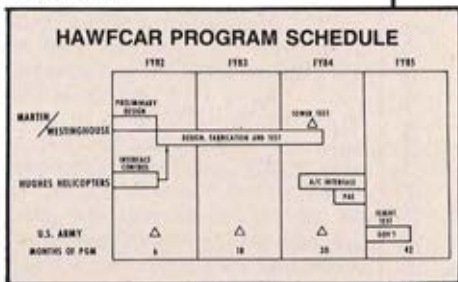 HAWFCAR PROGRAM SCHEDULE
FY82 FY83 FY84 FY85
PRELIMINARY
DESIGN
TOWER TEST
MARTIN/
WESTINGHOUSE
DESIGN, FABRICATION AND TEST
INTERFACE
CONTROL
HUGHES HELICOPTERS
A/C INTERFACE
PAE
FLIGHT
TEST
U.S. ARMY
GOV'T
MONTHS OF PGM 6 18 30 42